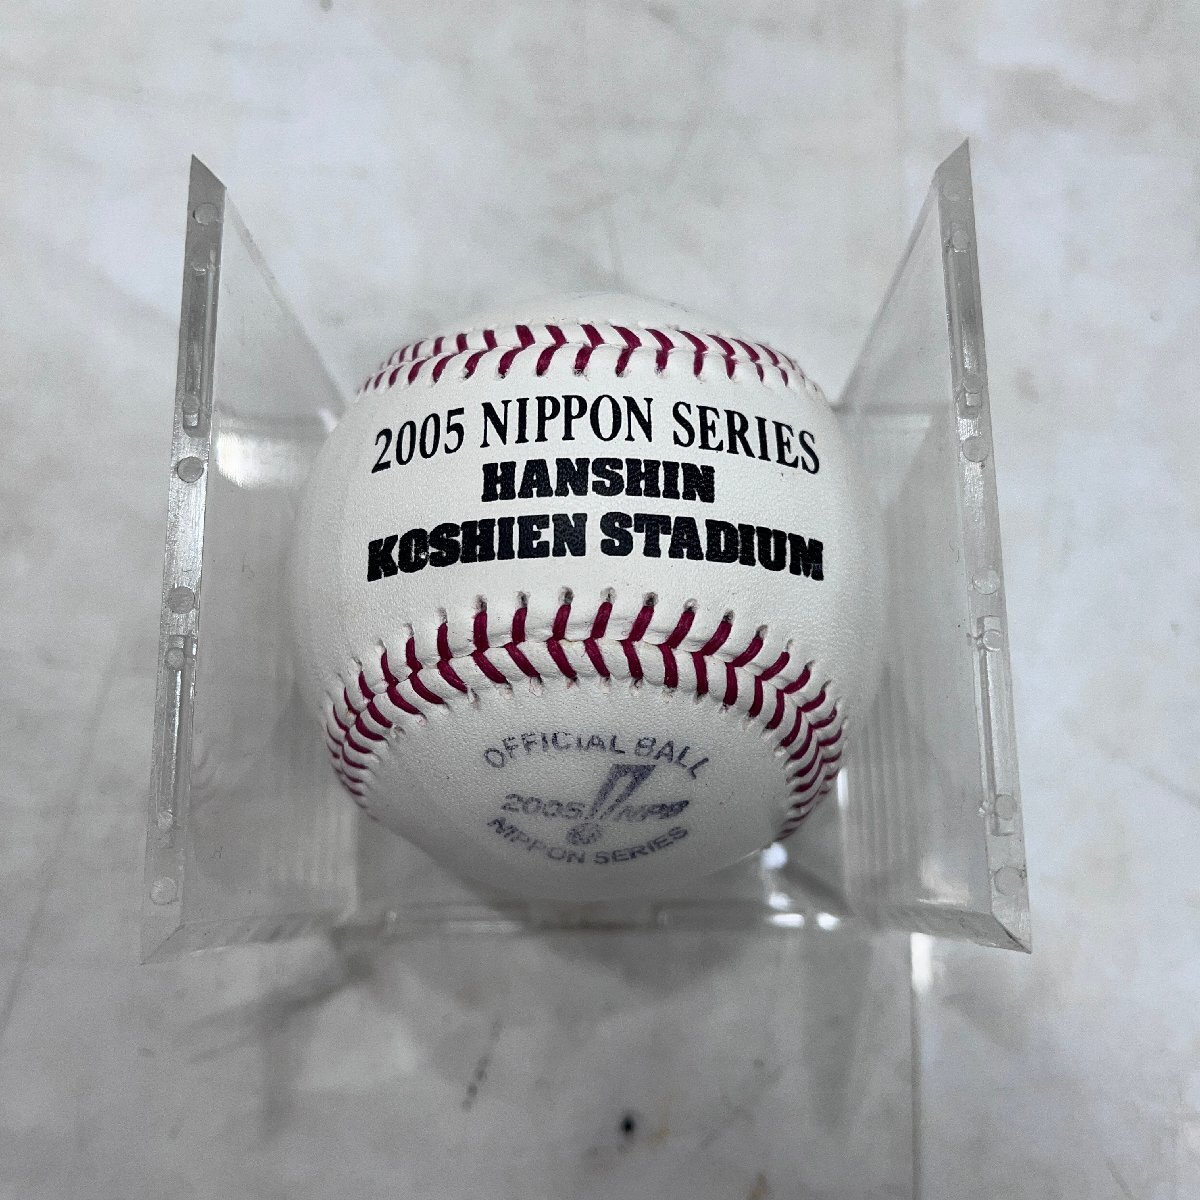 2005 NIPPON SERIES
HANSHIN
KOSHIEN STADIUM
OFFICIAL BALL
2005 NPB
NIPPON SERIES